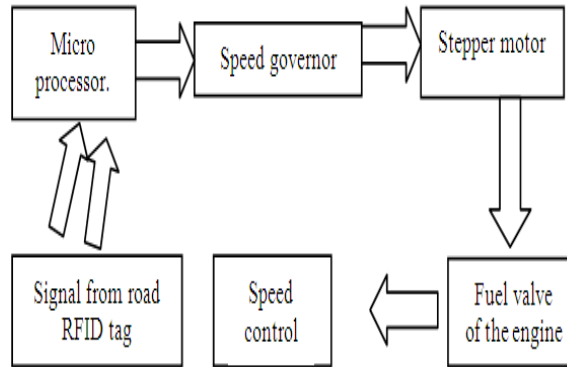 Micro
processor.
Speed governor
Stepper motor
Signal from road
RFID tag
Speed
control
Fuel valve
of the engine